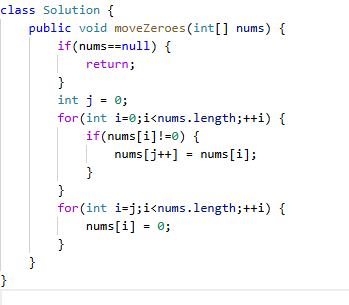 class Solution {
    public void moveZeroes(int[] nums) {
        if(nums==null) {
            return;
        }
        int j = 0;
        for(int i=0;i<nums.length;++i) {
            if(nums[i]!=0) {
                nums[j++] = nums[i];
            }
        }
        for(int i=j;i<nums.length;++i) {
            nums[i] = 0;
        }
    }
}